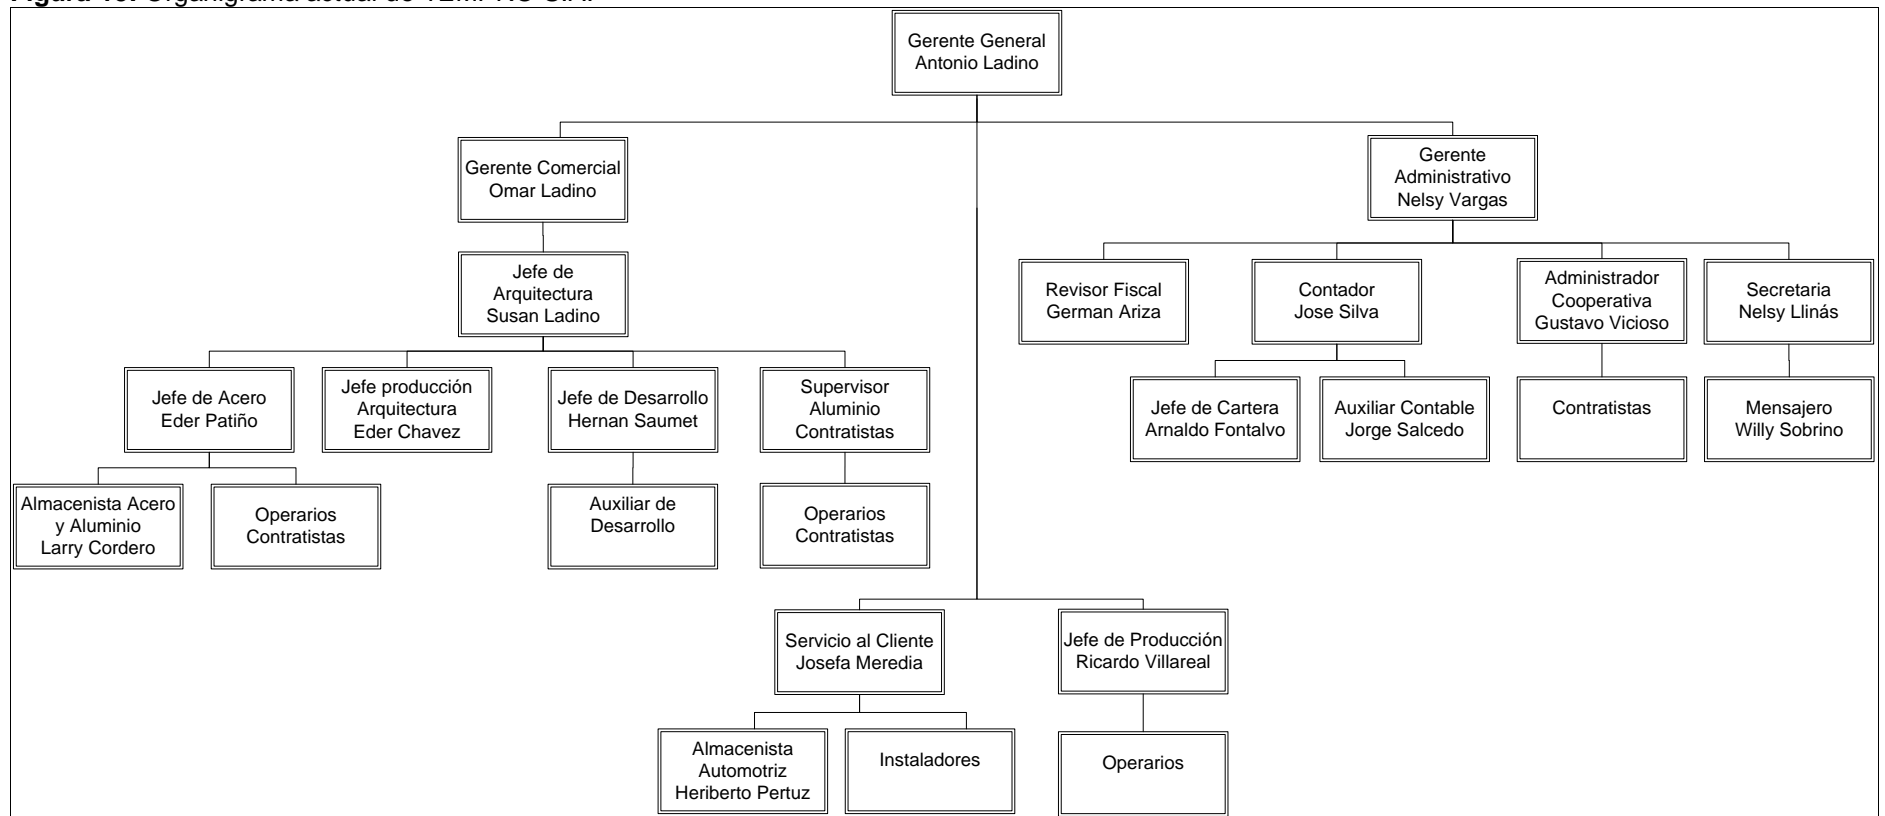 Gerente General
Antonio Ladino
Gerente Comercial
Omar Ladino
Gerente
Administrativo
Nelsy Vargas
Jefe de
Arquitectura
Susan Ladino
Revisor Fiscal
German Ariza
Contador
Jose Silva
Administrador
Cooperativa
Gustavo Vicioso
Secretaria
Nelsy Llinás
Jefe de Acero
Eder Patiño
Jefe producción
Arquitectura
Eder Chavez
Jefe de Desarrollo
Hernan Saumet
Supervisor
Aluminio
Contratistas
Jefe de Cartera
Arnaldo Fontalvo
Auxiliar Contable
Jorge Salcedo
Contratistas
Mensajero
Willy Sobrino
Almacenista Acero
y Aluminio
Larry Cordero
Operarios
Contratistas
Auxiliar de
Desarrollo
Operarios
Contratistas
Servicio al Cliente
Josefa Meredia
Jefe de Producción
Ricardo Villareal
Almacenista
Automotriz
Heriberto Pertuz
Instaladores
Operarios